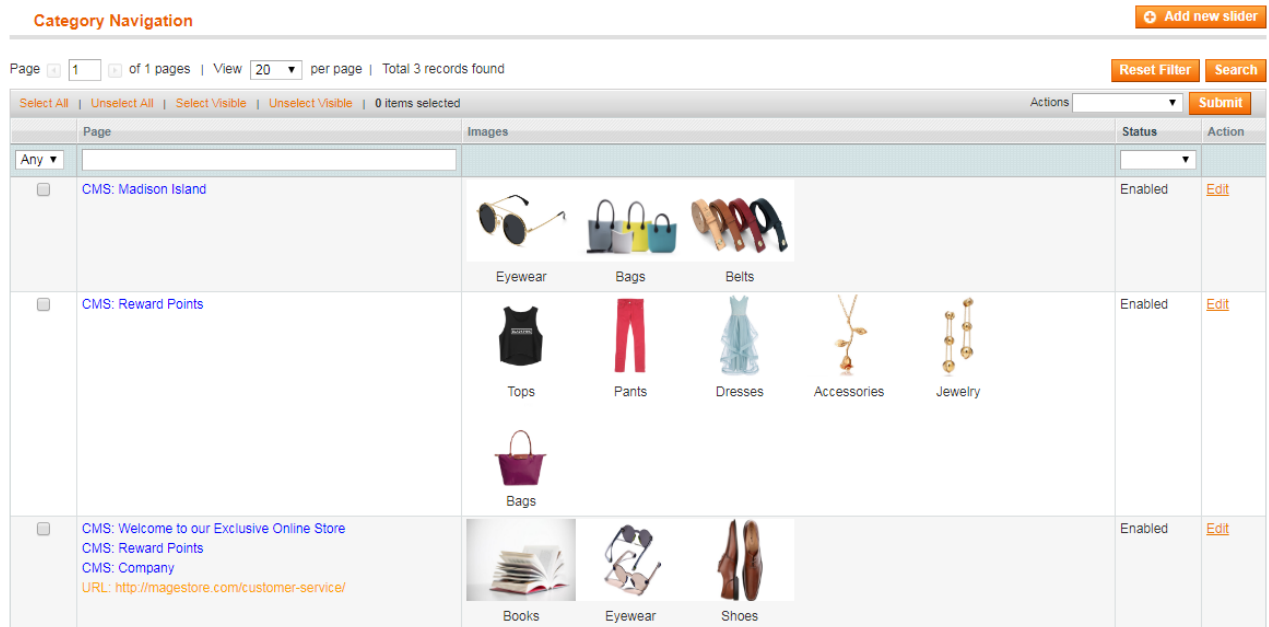 Category Navigation
Add new slider
Page 1 of 1 pages | View 20 per page | Total 3 records found
Reset Filter Search
Select All | Unselect All | Select Visible | Unselect Visible | 0 items selected
Actions Submit
Page Images Status Action
Any
CMS: Madison Island Enabled Edit
Eyewear Bags Belts
CMS: Reward Points Enabled Edit
Tops Pants Dresses Accessories Jewelry
Bags
CMS: Welcome to our Exclusive Online Store Enabled Edit
CMS: Reward Points
CMS: Company
URL: http://magestore.com/customer-service/
Books Eyewear Shoes